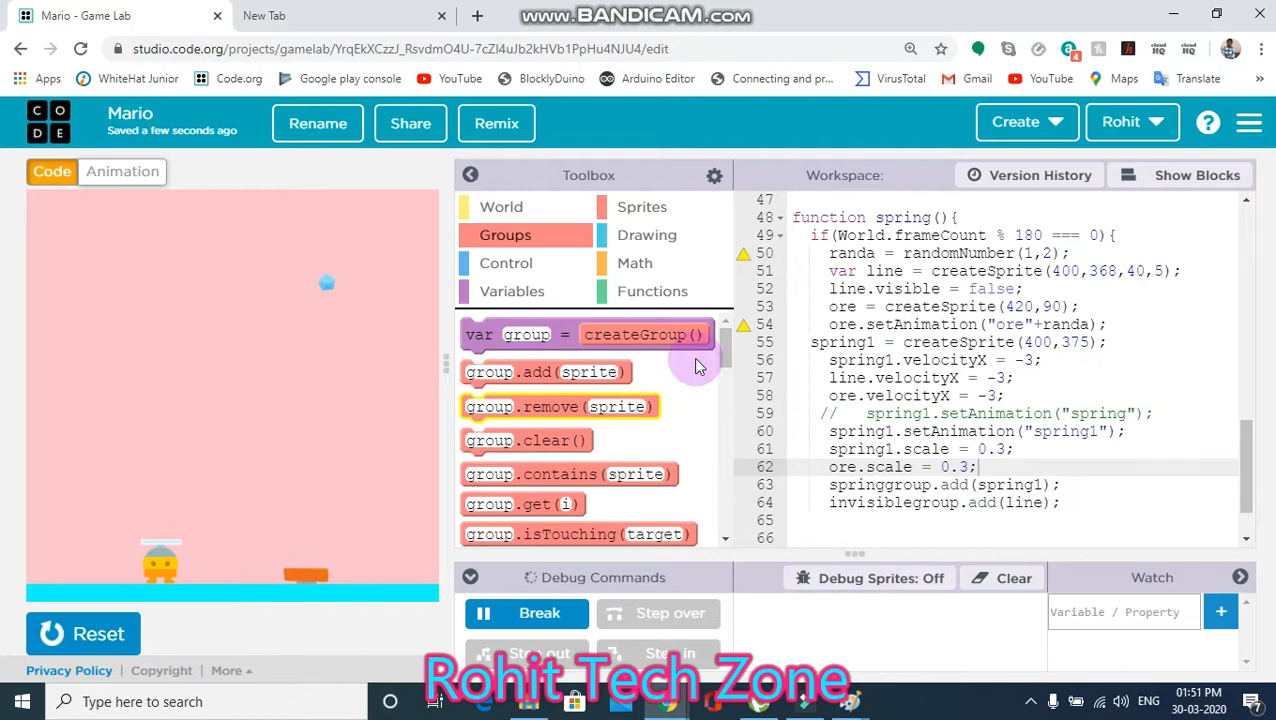 Mario - Game Lab
New Tab
www.BANDICAM.com
studio.code.org/projects/gamelab/YrqEkXCzzJ_RsvdmO4U-7cZl4uJb2kHVb1PpHu4NJU4/edit
Apps
WhiteHat Junior
Code.org
Google play console
YouTube
BlocklyDuino
Arduino Editor
Connecting and pr...
VirusTotal
Gmail
YouTube
Maps
Translate
C O D E
Mario
Saved a few seconds ago
Rename
Share
Remix
Create
Rohit
Code
Animation
Toolbox
Workspace:
Version History
Show Blocks
World
Sprites
Groups
Drawing
Control
Math
Variables
Functions
var group = createGroup()
group.add(sprite)
group.remove(sprite)
group.clear()
group.contains(sprite)
group.get(i)
group.isTouching(target)
47
48 function spring(){
49 if(World.frameCount % 180 === 0){
50 randa = randomNumber(1,2);
51 var line = createSprite(400,368,40,5);
52 line.visible = false;
53 ore = createSprite(420,90);
54 ore.setAnimation("ore"+randa);
55 spring1 = createSprite(400,375);
56 spring1.velocityX = -3;
57 line.velocityX = -3;
58 ore.velocityX = -3;
59 // spring1.setAnimation("spring");
60 spring1.setAnimation("spring1");
61 spring1.scale = 0.3;
62 ore.scale = 0.3;
63 springgroup.add(spring1);
64 invisiblegroup.add(line);
65
66
Debug Commands
Debug Sprites: Off
Clear
Watch
Break
Step over
Step out
Step in
Variable / Property
Reset
Privacy Policy
Copyright
More
Rohit Tech Zone
Type here to search
ENG
01:51 PM
30-03-2020
7
4